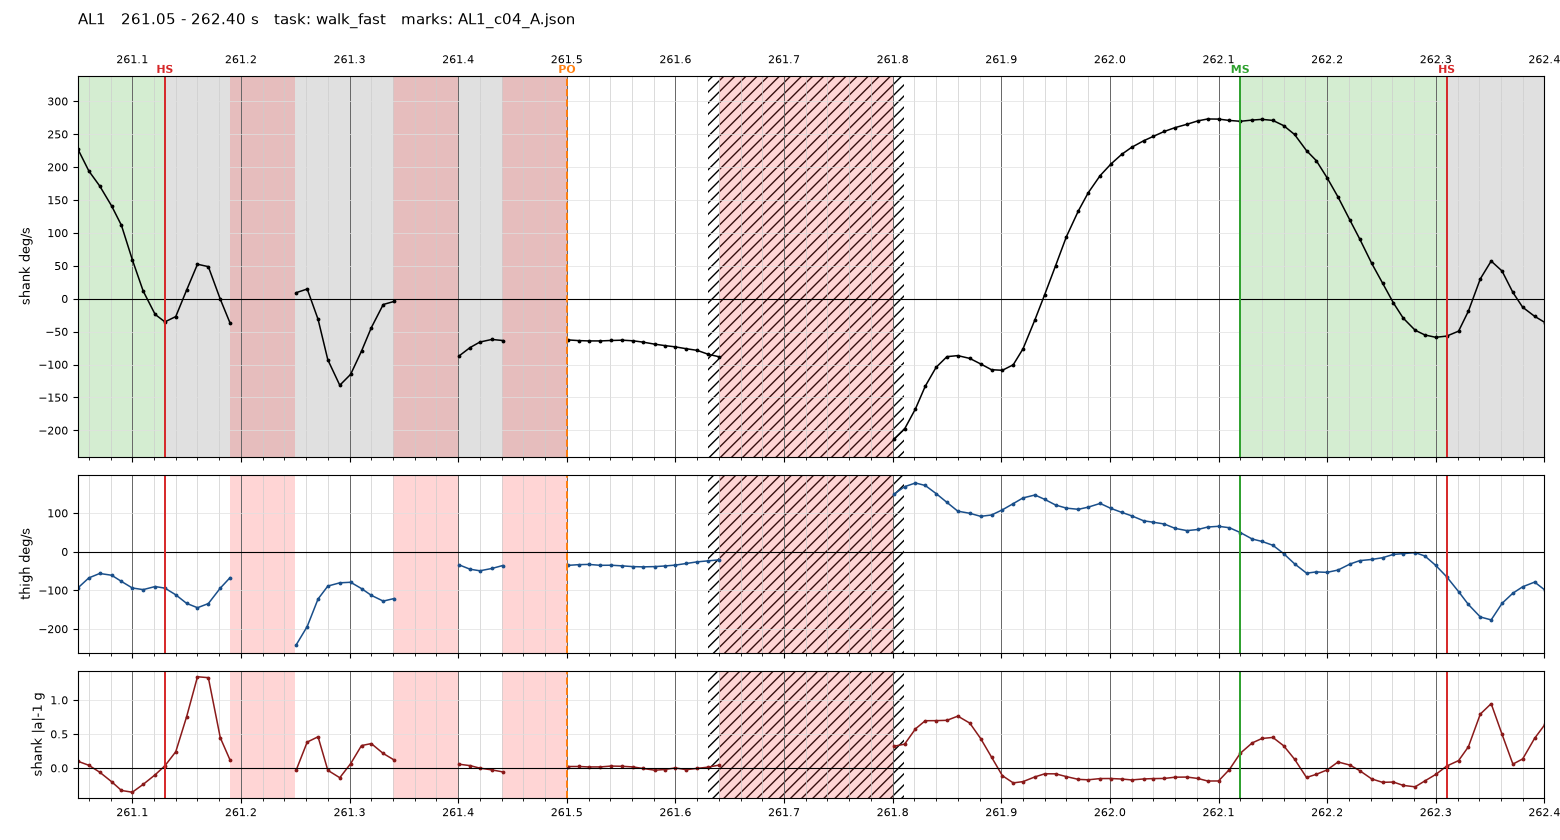 AL1   261.05 - 262.40 s   task: walk_fast   marks: AL1_c04_A.json
261.1 261.2 261.3 261.4 261.5 261.6 261.7 261.8 261.9 262.0 262.1 262.2 262.3 262.4
HS PO MS HS
shank deg/s
300
250
200
150
100
50
0
−50
−100
−150
−200
thigh deg/s
100
0
−100
−200
shank |a|-1 g
1.0
0.5
0.0
261.1 261.2 261.3 261.4 261.5 261.6 261.7 261.8 261.9 262.0 262.1 262.2 262.3 262.4